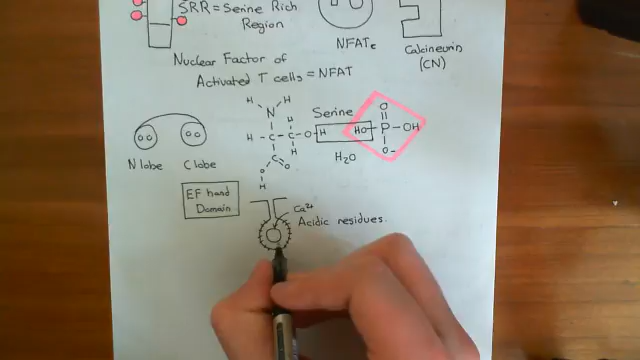 SRR = Serine Rich
Region
NFATc
Calcineurin
(CN)
Nuclear Factor of
Activated T cells = NFAT
H H
N
H
Serine
H - C - C - O - H HO - P - OH
O
O-
H
C
O
O
H
H2O
N lobe C lobe
EF hand
Domain
Ca2+
Acidic residues.